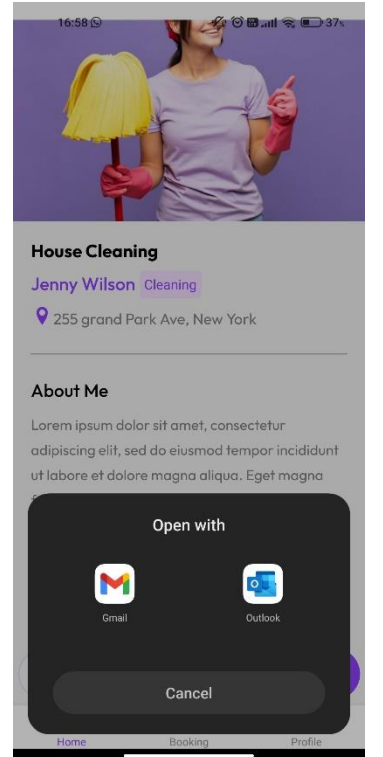 16:58
37%
House Cleaning
Jenny Wilson Cleaning
255 grand Park Ave, New York
About Me
Lorem ipsum dolor sit amet, consectetur
adipiscing elit, sed do eiusmod tempor incididunt
ut labore et dolore magna aliqua. Eget magna
Open with
Gmail Outlook
Cancel
Home Booking Profile